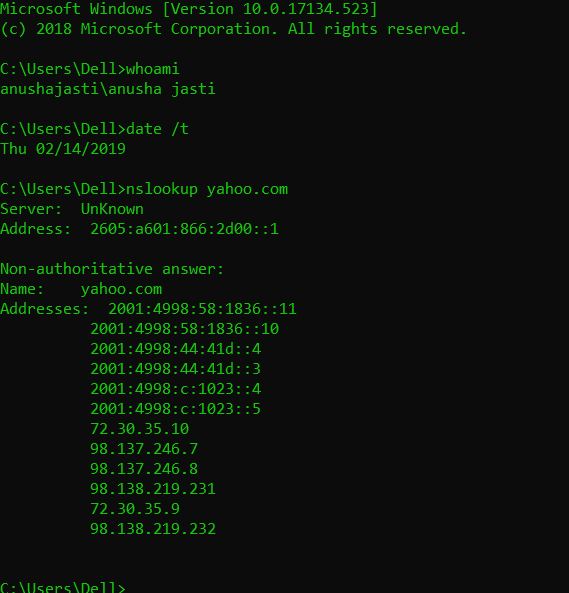 Microsoft Windows [Version 10.0.17134.523]
(c) 2018 Microsoft Corporation. All rights reserved.
C:\Users\Dell>whoami
anushajasti\anusha jasti
C:\Users\Dell>date /t
Thu 02/14/2019
C:\Users\Dell>nslookup yahoo.com
Server:  UnKnown
Address:  2605:a601:866:2d00::1
Non-authoritative answer:
Name:    yahoo.com
Addresses:  2001:4998:58:1836::11
2001:4998:58:1836::10
2001:4998:44:41d::4
2001:4998:44:41d::3
2001:4998:c:1023::4
2001:4998:c:1023::5
72.30.35.10
98.137.246.7
98.137.246.8
98.138.219.231
72.30.35.9
98.138.219.232
C:\Users\Dell>